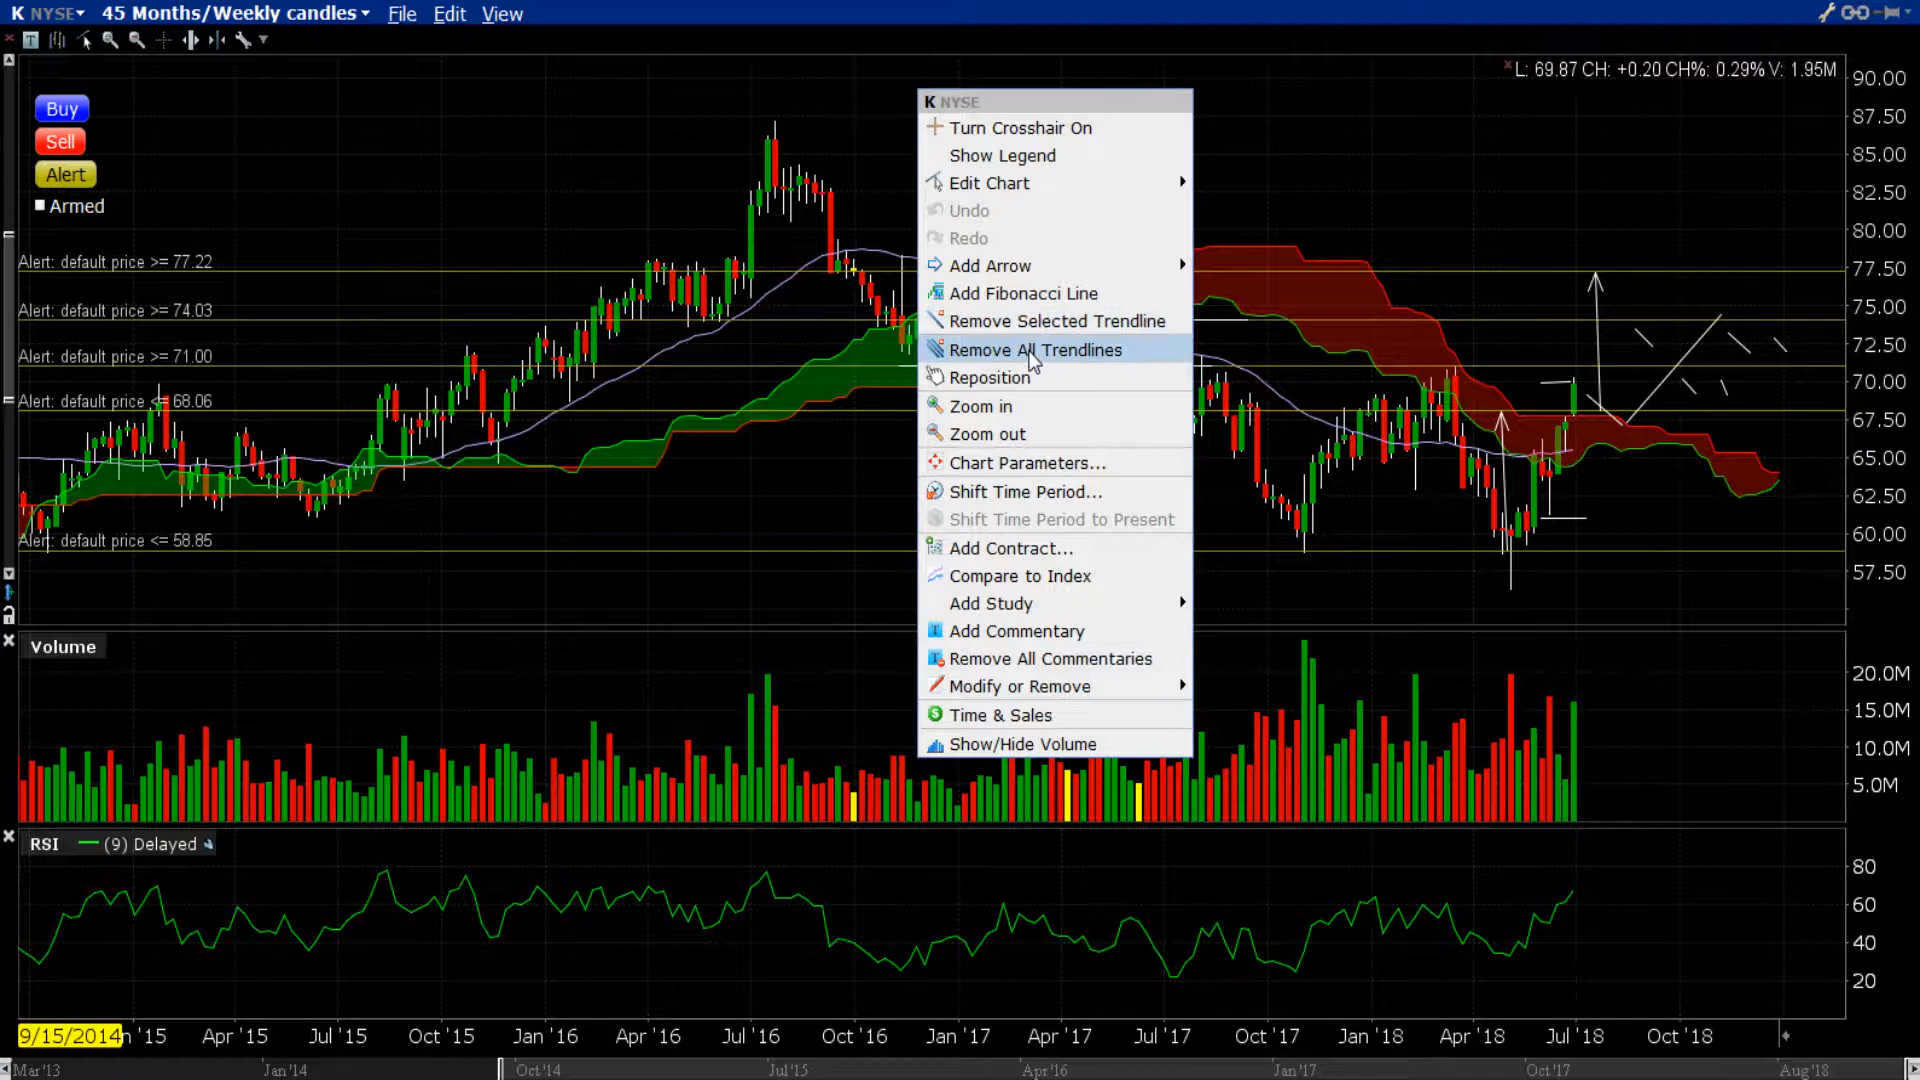 K NYSE 45 Months/Weekly candles File Edit View
L: 69.87 CH: +0.20 CH%: 0.29% V: 1.95M
Buy
Sell
Alert
Armed
Alert: default price >= 77.22
Alert: default price >= 74.03
Alert: default price >= 71.00
Alert: default price <= 68.06
Alert: default price <= 58.85
K NYSE
Turn Crosshair On
Show Legend
Edit Chart
Undo
Redo
Add Arrow
Add Fibonacci Line
Remove Selected Trendline
Remove All Trendlines
Reposition
Zoom in
Zoom out
Chart Parameters...
Shift Time Period...
Shift Time Period to Present
Add Contract...
Compare to Index
Add Study
Add Commentary
Remove All Commentaries
Modify or Remove
Time & Sales
Show/Hide Volume
90.00
87.50
85.00
82.50
80.00
77.50
75.00
72.50
70.00
67.50
65.00
62.50
60.00
57.50
Volume
20.0M
15.0M
10.0M
5.0M
RSI (9) Delayed
80
60
40
20
9/15/2014 n '15 Apr '15 Jul '15 Oct '15 Jan '16 Apr '16 Jul '16 Oct '16 Jan '17 Apr '17 Jul '17 Oct '17 Jan '18 Apr '18 Jul '18 Oct '18
Mar'13 Jan'14 Oct'14 Jul'15 Apr'16 Jan'17 Oct'17 Aug'18